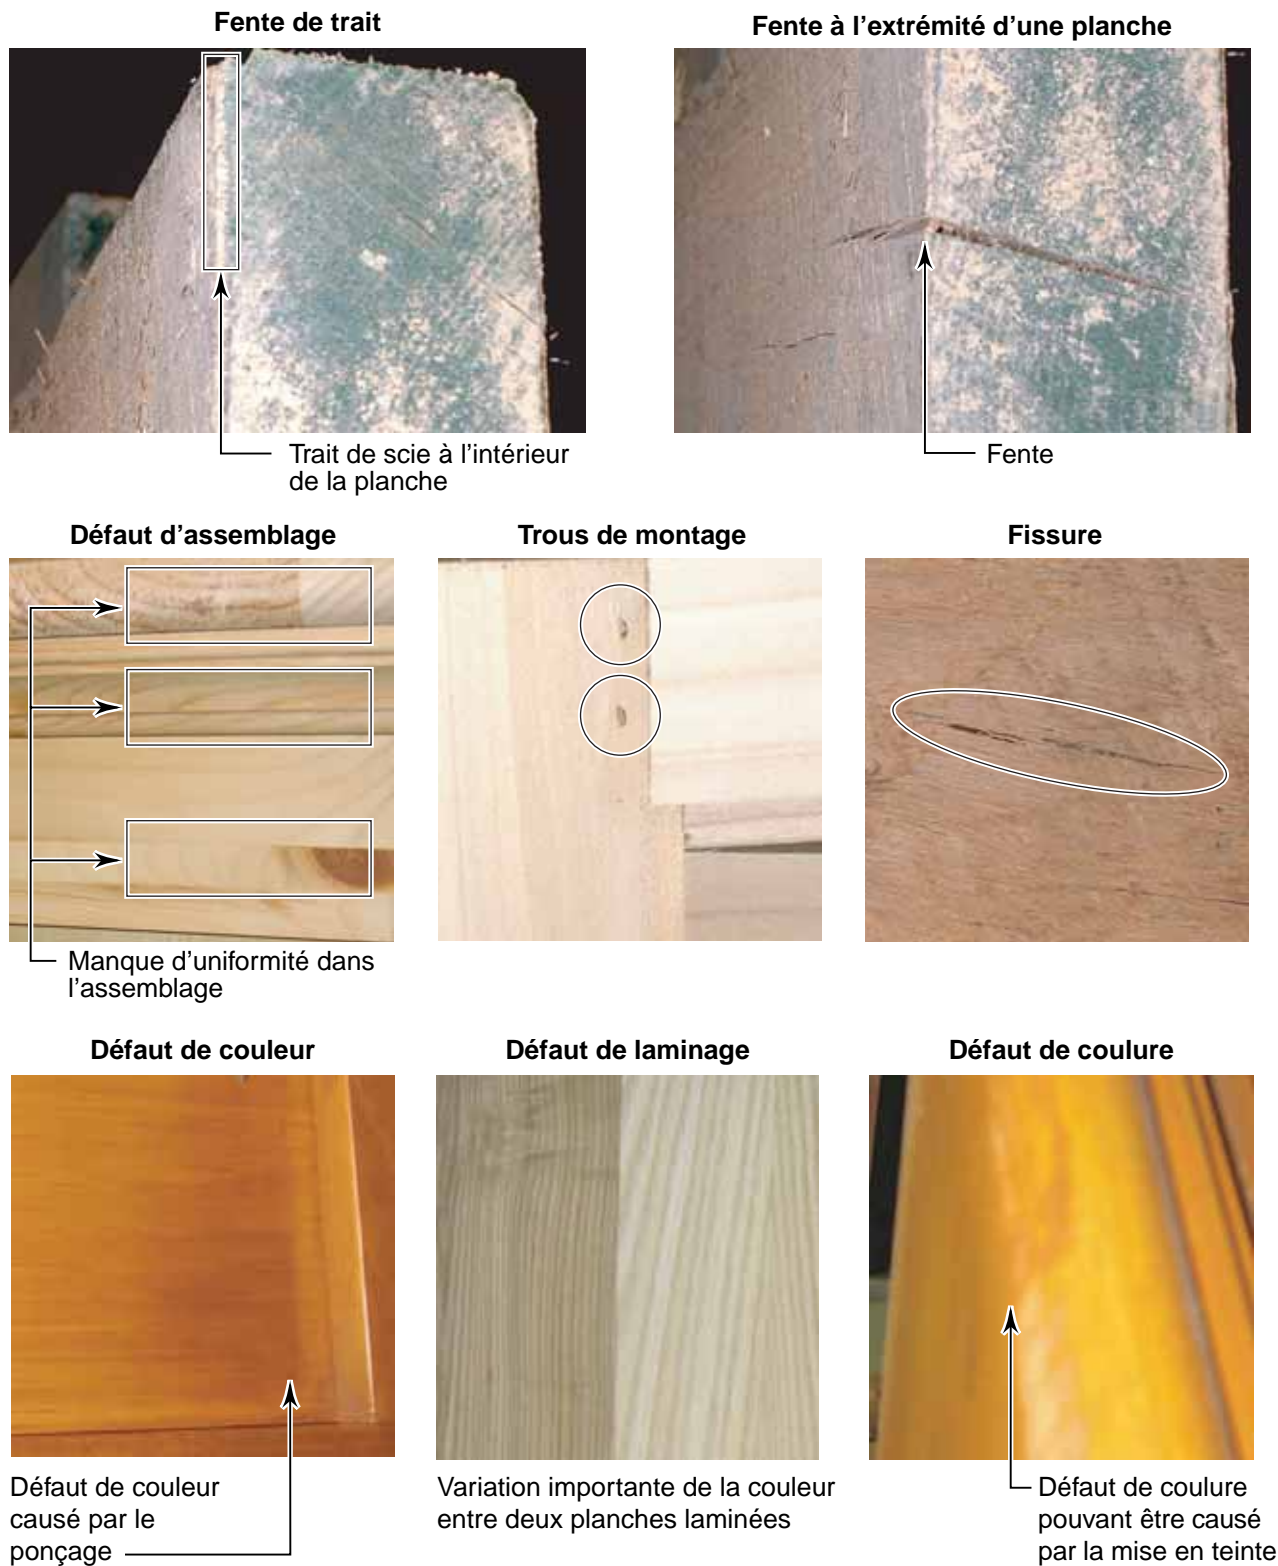 Fente de trait
Fente à l'extrémité d'une planche
Trait de scie à l'intérieur
de la planche
Fente
Défaut d'assemblage
Trous de montage
Fissure
Manque d'uniformité dans
l'assemblage
Défaut de couleur
Défaut de laminage
Défaut de coulure
Défaut de couleur
causé par le
ponçage
Variation importante de la couleur
entre deux planches laminées
Défaut de coulure
pouvant être causé
par la mise en teinte